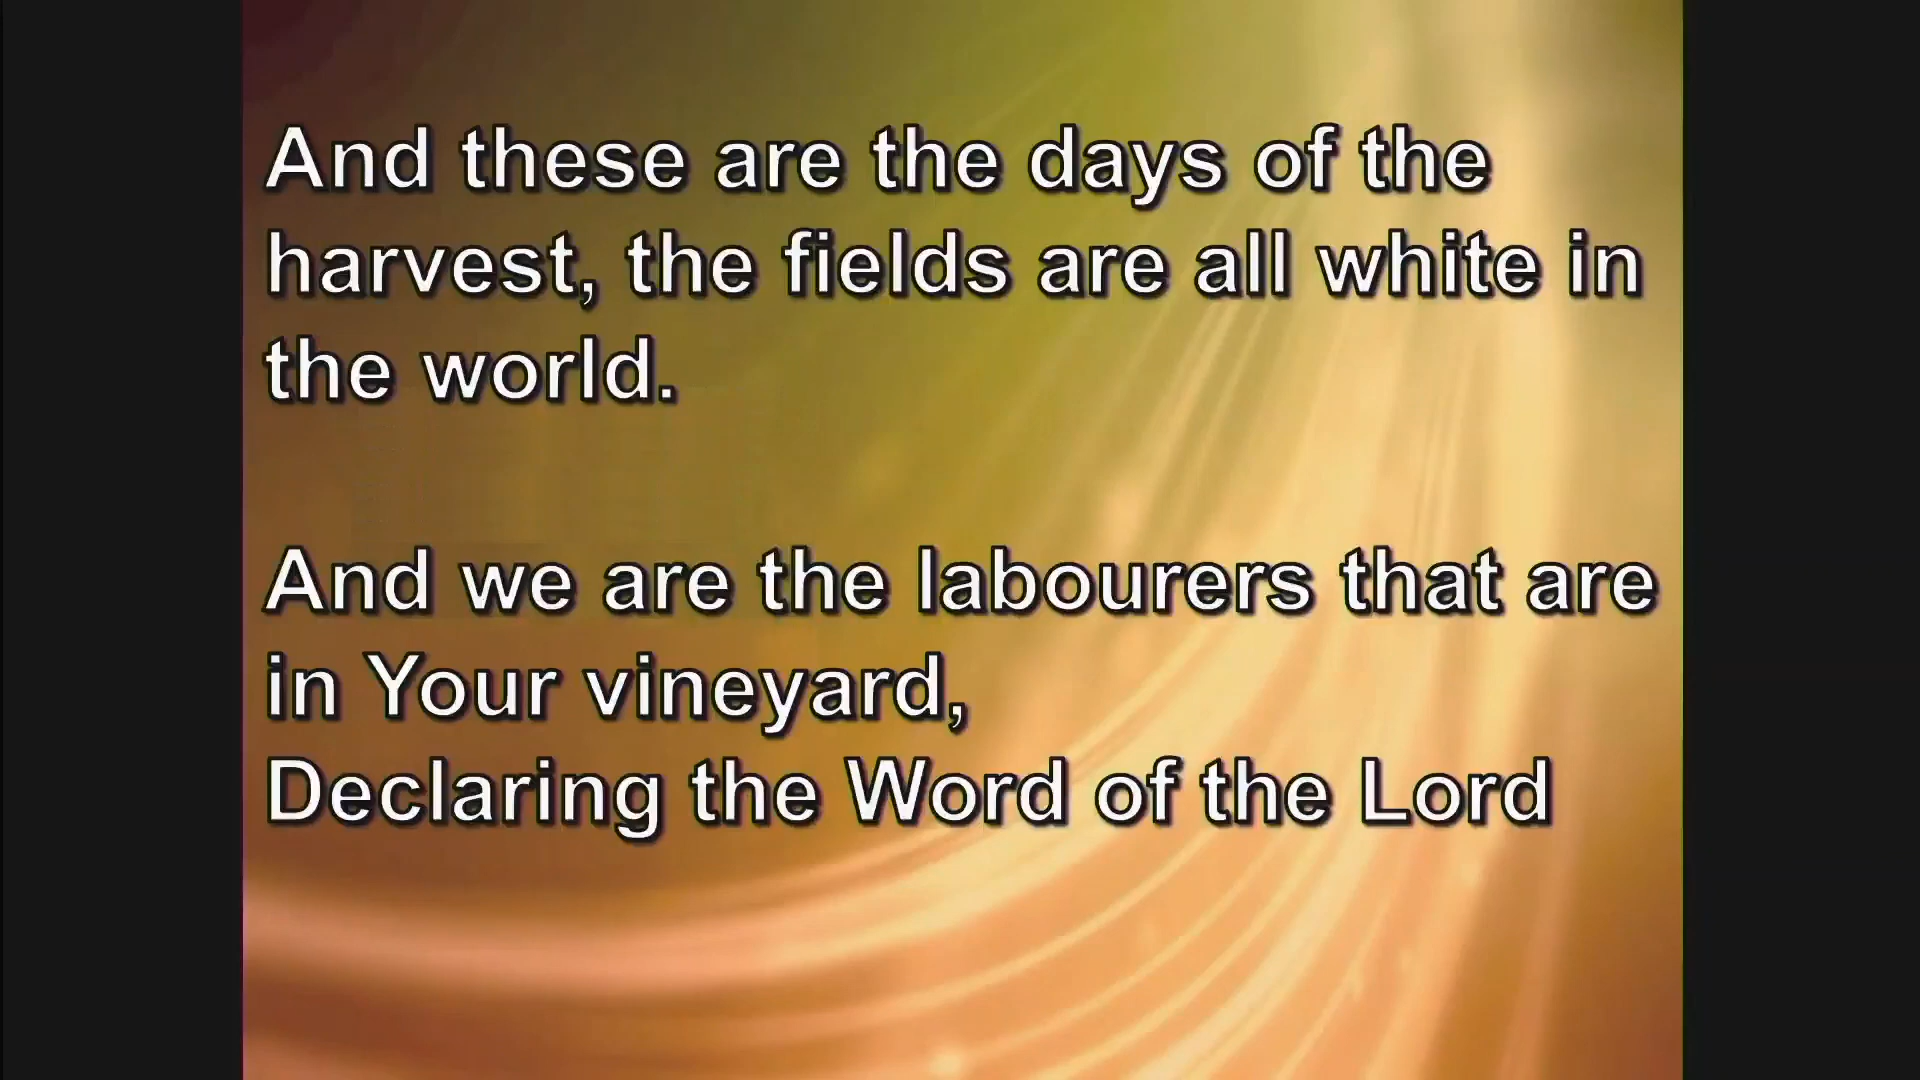 And these are the days of the
harvest, the fields are all white in
the world.
And we are the labourers that are
in Your vineyard,
Declaring the Word of the Lord